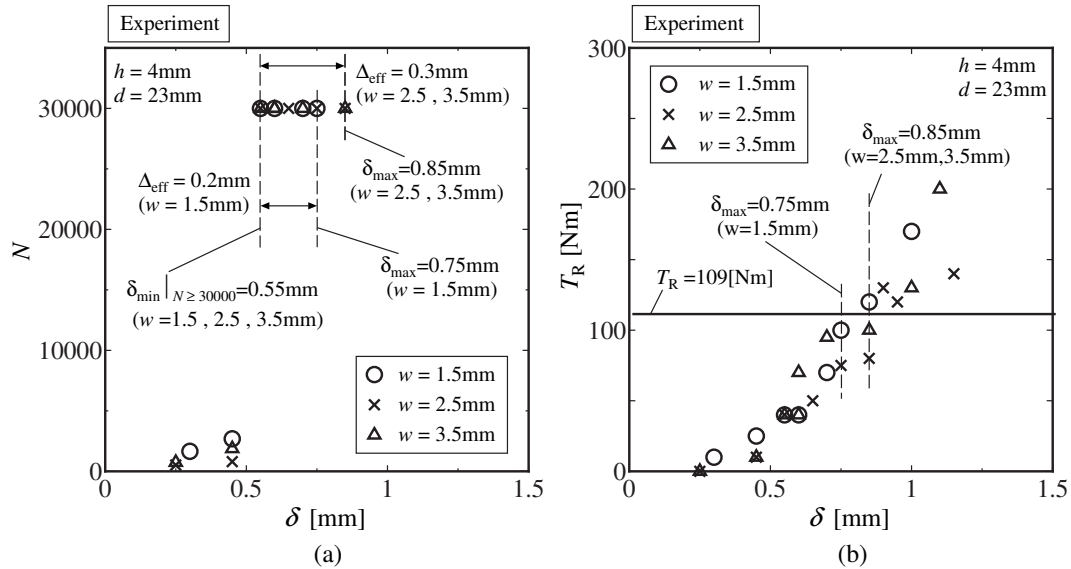 Experiment
h = 4mm
d = 23mm
Δeff = 0.3mm
(w = 2.5 , 3.5mm)
δmax=0.85mm
(w = 2.5 , 3.5mm)
Δeff = 0.2mm
(w = 1.5mm)
δmax=0.75mm
(w = 1.5mm)
δmin | N ≥ 30000=0.55mm
(w =1.5 , 2.5 , 3.5mm)
w = 1.5mm
w = 2.5mm
w = 3.5mm
30000
20000
10000
0
N
0 0.5 1 1.5
δ [mm]
(a)
Experiment
h = 4mm
d = 23mm
w = 1.5mm
w = 2.5mm
w = 3.5mm
δmax=0.85mm
(w=2.5mm,3.5mm)
δmax=0.75mm
(w=1.5mm)
TR =109[Nm]
300
200
100
0
TR [Nm]
0 0.5 1 1.5
δ [mm]
(b)